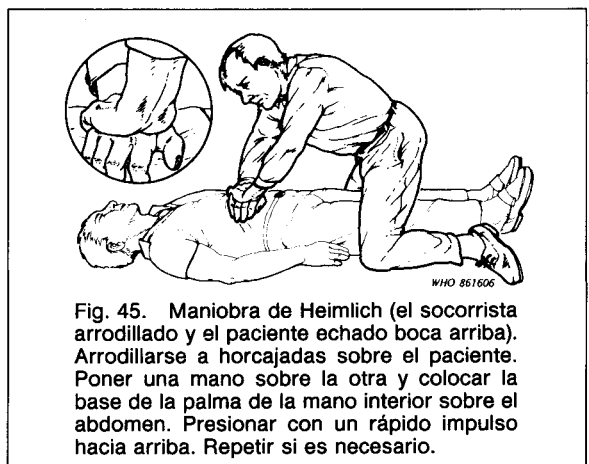 WHO 861606
Fig. 45. Maniobra de Heimlich (el socorrista
arrodillado y el paciente echado boca arriba).
Arrodillarse a horcajadas sobre el paciente.
Poner una mano sobre la otra y colocar la
base de la palma de la mano interior sobre el
abdomen. Presionar con un rápido impulso
hacia arriba. Repetir si es necesario.